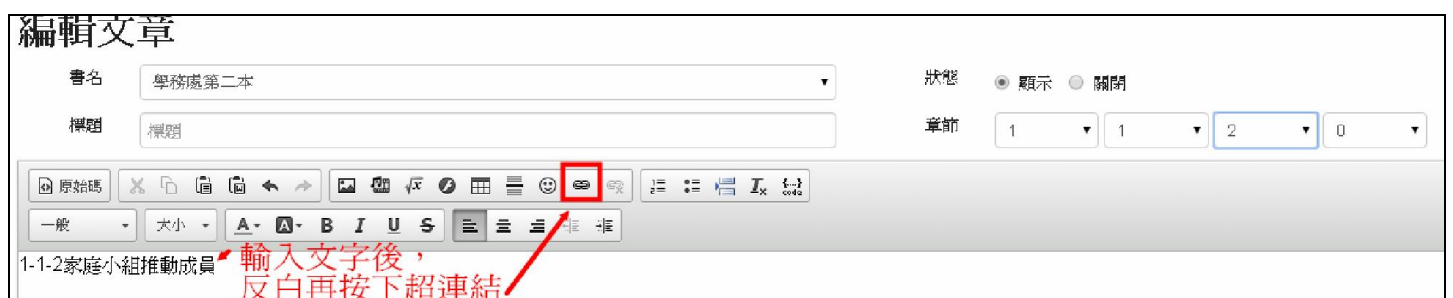 編輯文章
書名 學務處第二本 狀態 顯示 關閉
標題 標題 章節 1 1 2 0
原始碼
一般 大小 A A B I U S
1-1-2家庭小組推動成員
輸入文字後，
反白再按下超連結